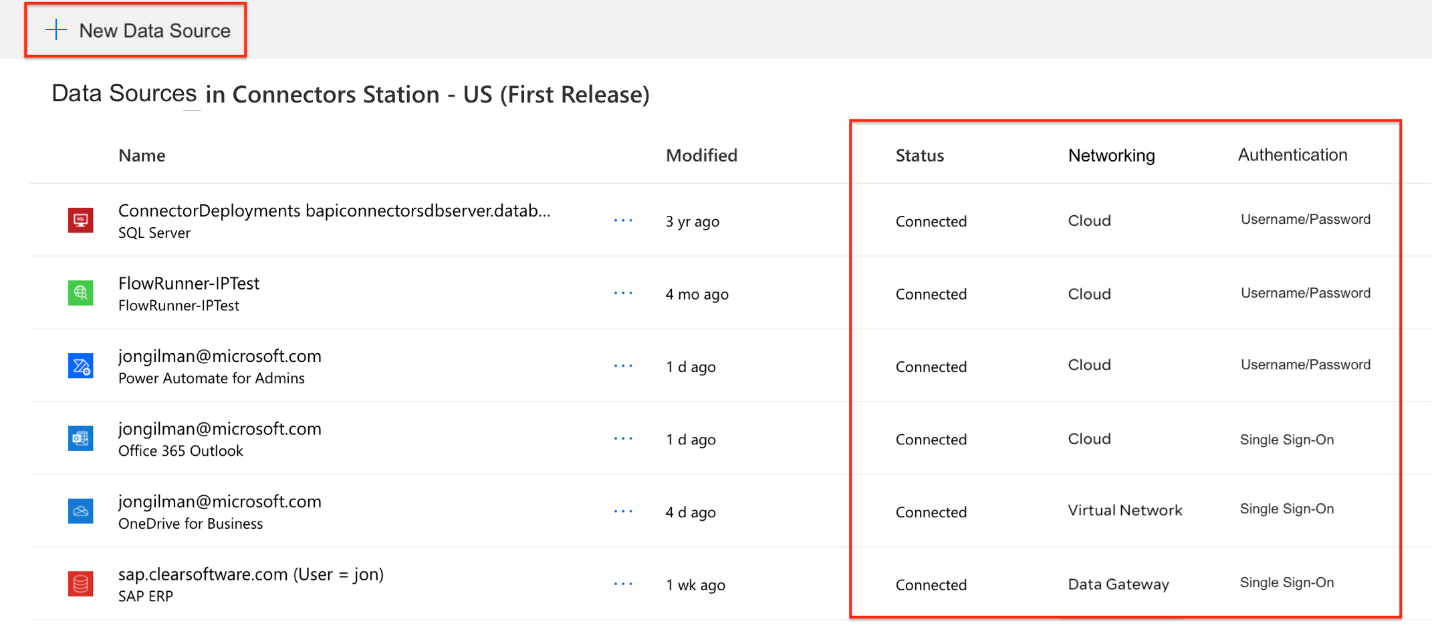 + New Data Source
Data Sources in Connectors Station - US (First Release)
Name Modified Status Networking Authentication
ConnectorDeployments bapiconnectorsdbserver.datab... ... 3 yr ago Connected Cloud Username/Password
SQL Server
FlowRunner-IPTest ... 4 mo ago Connected Cloud Username/Password
FlowRunner-IPTest
jongilman@microsoft.com ... 1 d ago Connected Cloud Username/Password
Power Automate for Admins
jongilman@microsoft.com ... 1 d ago Connected Cloud Single Sign-On
Office 365 Outlook
jongilman@microsoft.com ... 4 d ago Connected Virtual Network Single Sign-On
OneDrive for Business
sap.clearsoftware.com (User = jon) ... 1 wk ago Connected Data Gateway Single Sign-On
SAP ERP